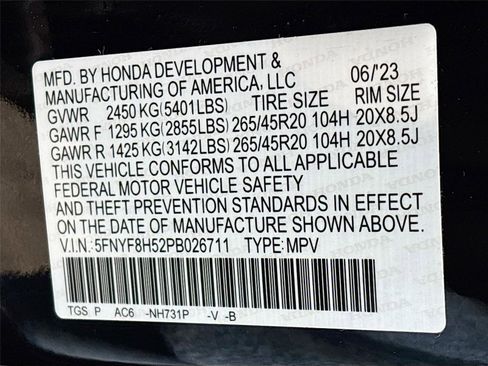 MFD. BY HONDA DEVELOPMENT &
MANUFACTURING OF AMERICA, LLC 06/'23
GVWR 2450 KG(5401LBS) TIRE SIZE RIM SIZE
GAWR F 1295 KG(2855LBS) 265/45R20 104H 20X8.5J
GAWR R 1425 KG(3142LBS) 265/45R20 104H 20X8.5J
THIS VEHICLE CONFORMS TO ALL APPLICABLE
FEDERAL MOTOR VEHICLE SAFETY
AND THEFT PREVENTION STANDARDS IN EFFECT
ON THE DATE OF MANUFACTURE SHOWN ABOVE.
V.I.N.: 5FNYF8H52PB026711 TYPE: MPV
TGS P AC6 -NH731P -V -B